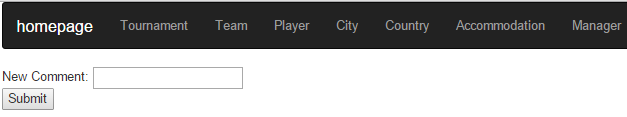 homepage Tournament Team Player City Country Accommodation Manager
New Comment:
Submit